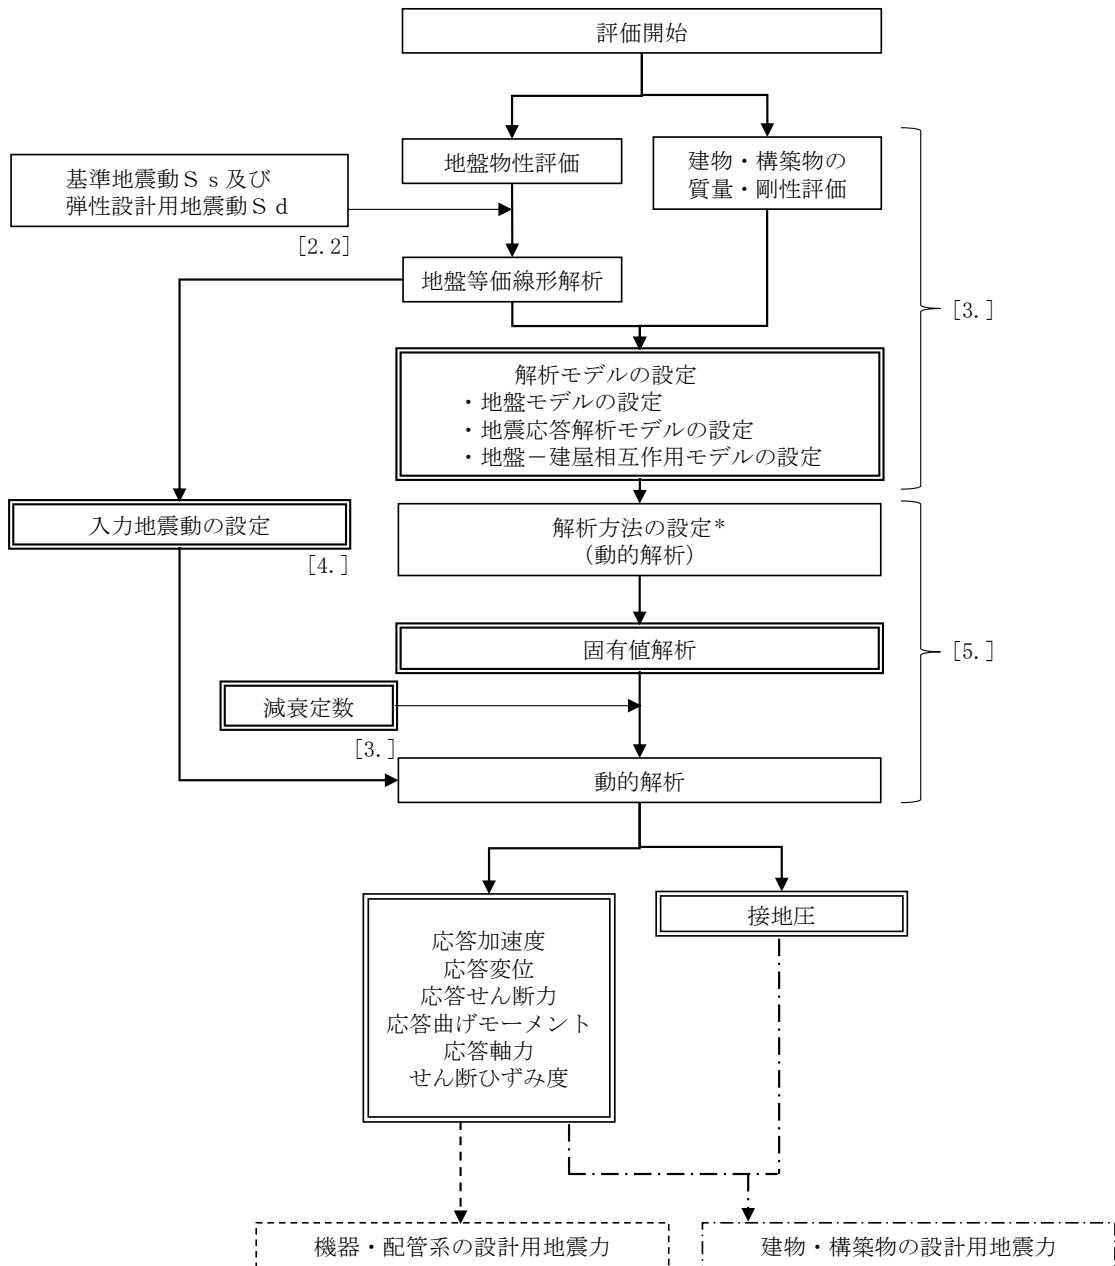 評価開始
地盤物性評価
建物・構築物の
質量・剛性評価
基準地震動Ｓｓ及び
弾性設計用地震動Ｓｄ
[2.2]
地盤等価線形解析
[3.]
解析モデルの設定
・地盤モデルの設定
・地震応答解析モデルの設定
・地盤－建屋相互作用モデルの設定
入力地震動の設定
[4.]
解析方法の設定*
（動的解析）
固有値解析
[5.]
減衰定数
[3.]
動的解析
応答加速度
応答変位
応答せん断力
応答曲げモーメント
応答軸力
せん断ひずみ度
接地圧
機器・配管系の設計用地震力
建物・構築物の設計用地震力